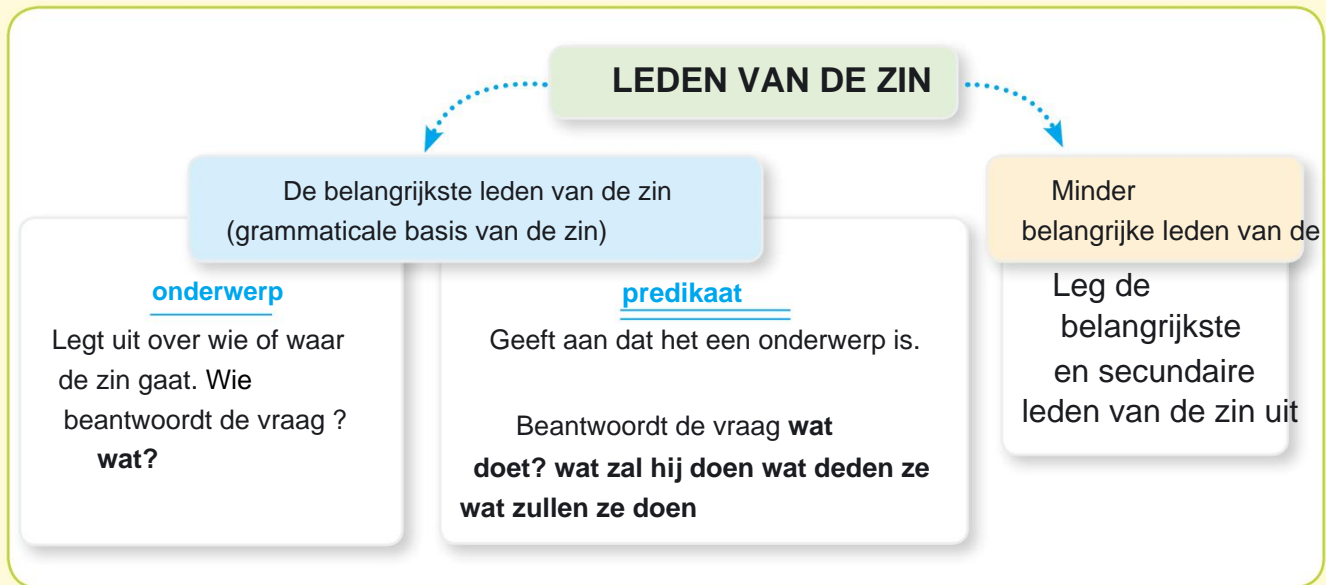 LEDEN VAN DE ZIN
De belangrijkste leden van de zin
(grammaticale basis van de zin)
Minder
belangrijke leden van de
onderwerp
Legt uit over wie of waar
de zin gaat. Wie
beantwoordt de vraag ?
wat?
predikaat
Geeft aan dat het een onderwerp is.
Beantwoordt de vraag wat
doet? wat zal hij doen wat deden ze
wat zullen ze doen
Leg de
belangrijkste
en secundaire
leden van de zin uit